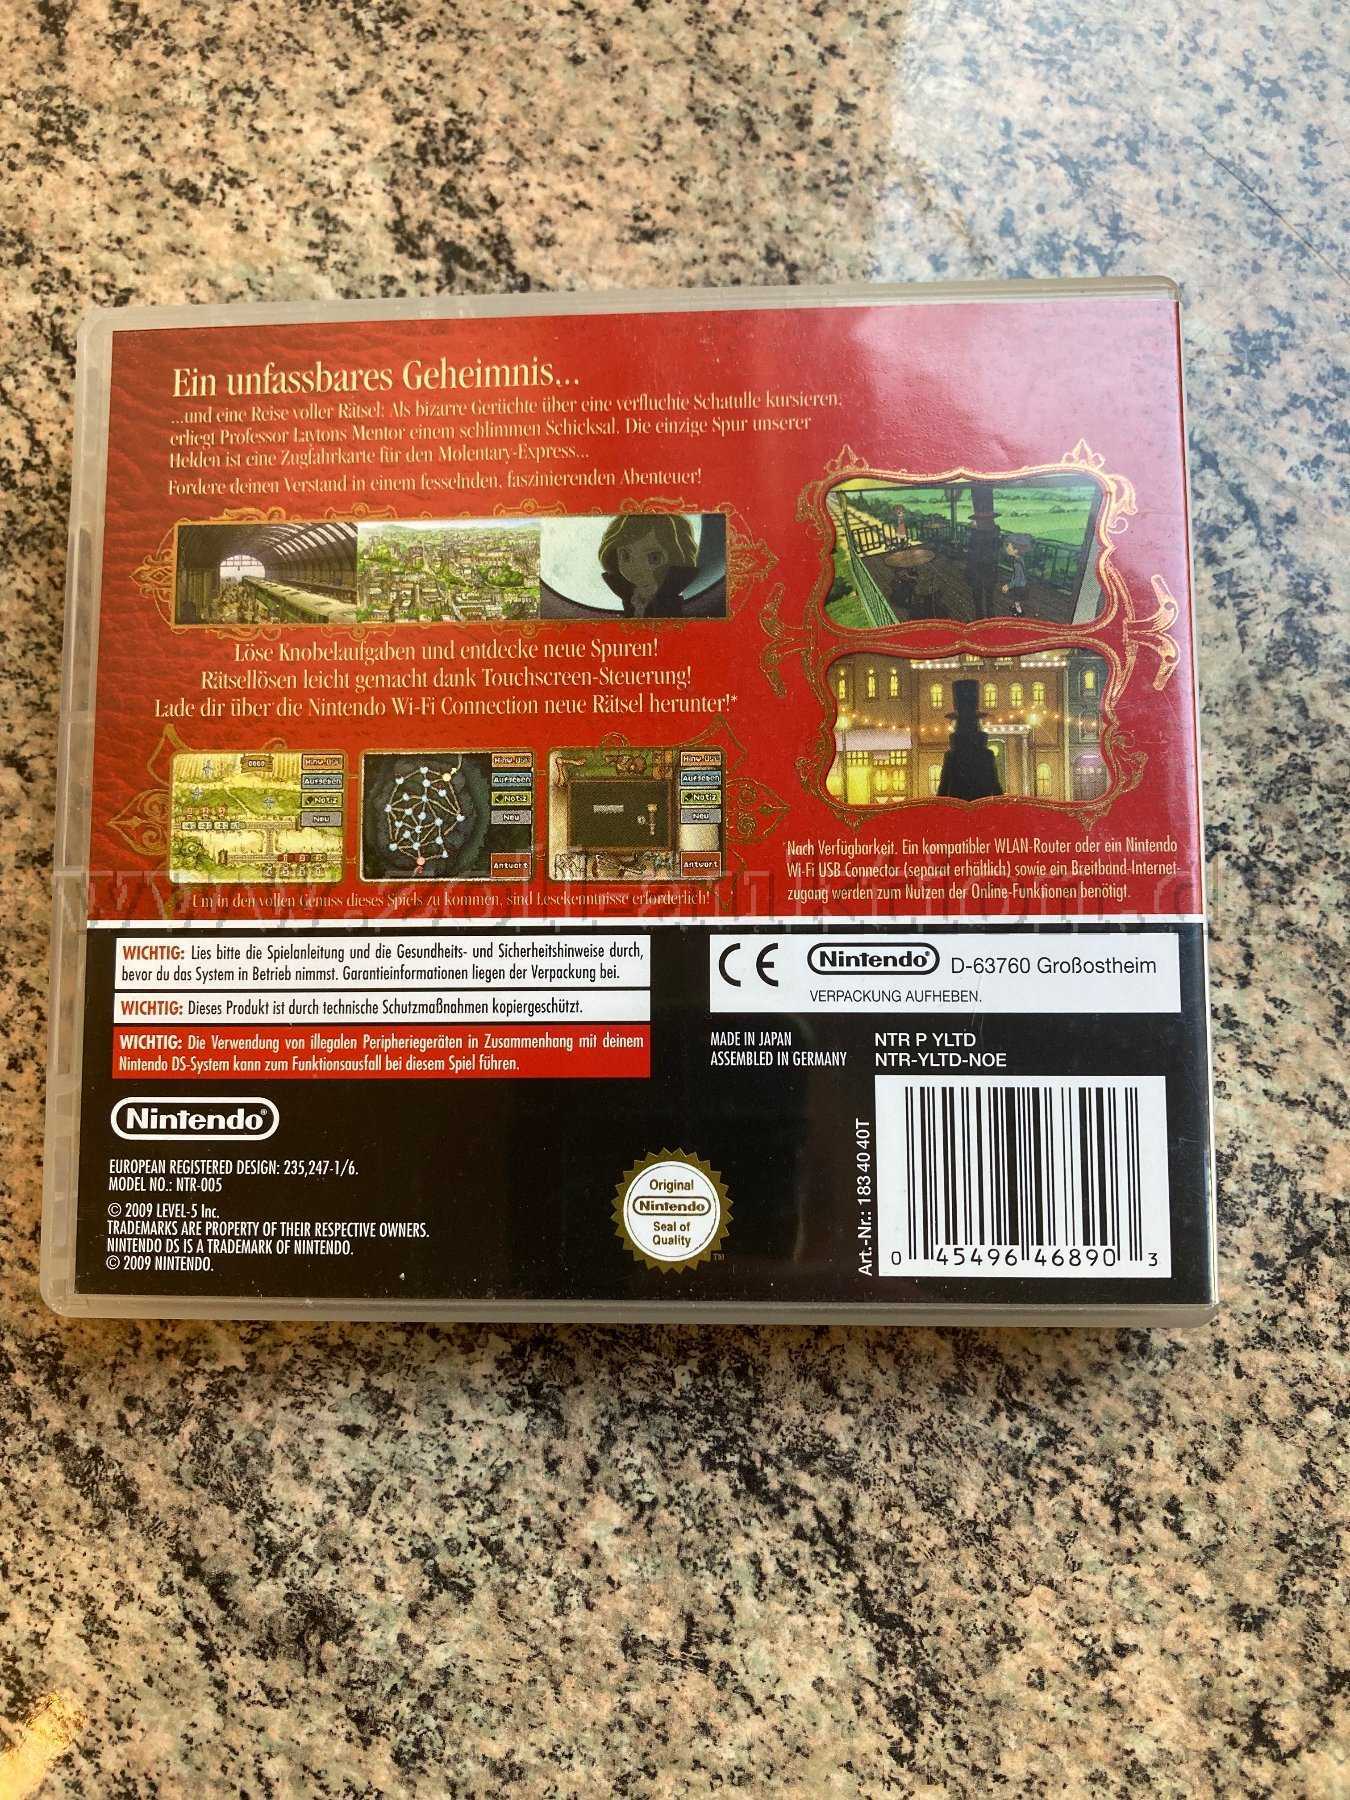 Ein unfassbares Geheimnis...
...und eine Reise voller Rätsel: Als bizarre Gerüchte über eine verfluchte Schatulle kursieren,
erliegt Professor Laytons Mentor einem schlimmen Schicksal. Die einzige Spur unserer
Helden ist eine Zugfahrkarte für den Molentary-Express...
Fordere deinen Verstand in einem fesselnden, faszinierenden Abenteuer!
Löse Knobelaufgaben und entdecke neue Spuren!
Rätsellösen leicht gemacht dank Touchscreen-Steuerung!
Lade dir über die Nintendo Wi-Fi Connection neue Rätsel herunter!*
Aufgeben
Notiz
Neu
Aufgeben
Notiz
Neu
Antwort
Aufgeben
Notiz
Neu
Antwort
Um in den vollen Genuss dieses Spiels zu kommen, sind Lesekenntnisse erforderlich!
*Nach Verfügbarkeit. Ein kompatibler WLAN-Router oder ein Nintendo
Wi-Fi USB Connector (separat erhältlich) sowie ein Breitband-Internet-
zugang werden zum Nutzen der Online-Funktionen benötigt.
WICHTIG: Lies bitte die Spielanleitung und die Gesundheits- und Sicherheitshinweise durch,
bevor du das System in Betrieb nimmst. Garantieinformationen liegen der Verpackung bei.
WICHTIG: Dieses Produkt ist durch technische Schutzmaßnahmen kopiergeschützt.
WICHTIG: Die Verwendung von illegalen Peripheriegeräten in Zusammenhang mit deinem
Nintendo DS-System kann zum Funktionsausfall bei diesem Spiel führen.
CE Nintendo® D-63760 Großostheim
VERPACKUNG AUFHEBEN.
MADE IN JAPAN
ASSEMBLED IN GERMANY
NTR P YLTD
NTR-YLTD-NOE
Nintendo®
EUROPEAN REGISTERED DESIGN: 235,247-1/6.
MODEL NO.: NTR-005
© 2009 LEVEL-5 Inc.
TRADEMARKS ARE PROPERTY OF THEIR RESPECTIVE OWNERS.
NINTENDO DS IS A TRADEMARK OF NINTENDO.
© 2009 NINTENDO.
Original
Nintendo
Seal of
Quality
TM
Art.-Nr.: 183 40 40T
0 45496 46890 3